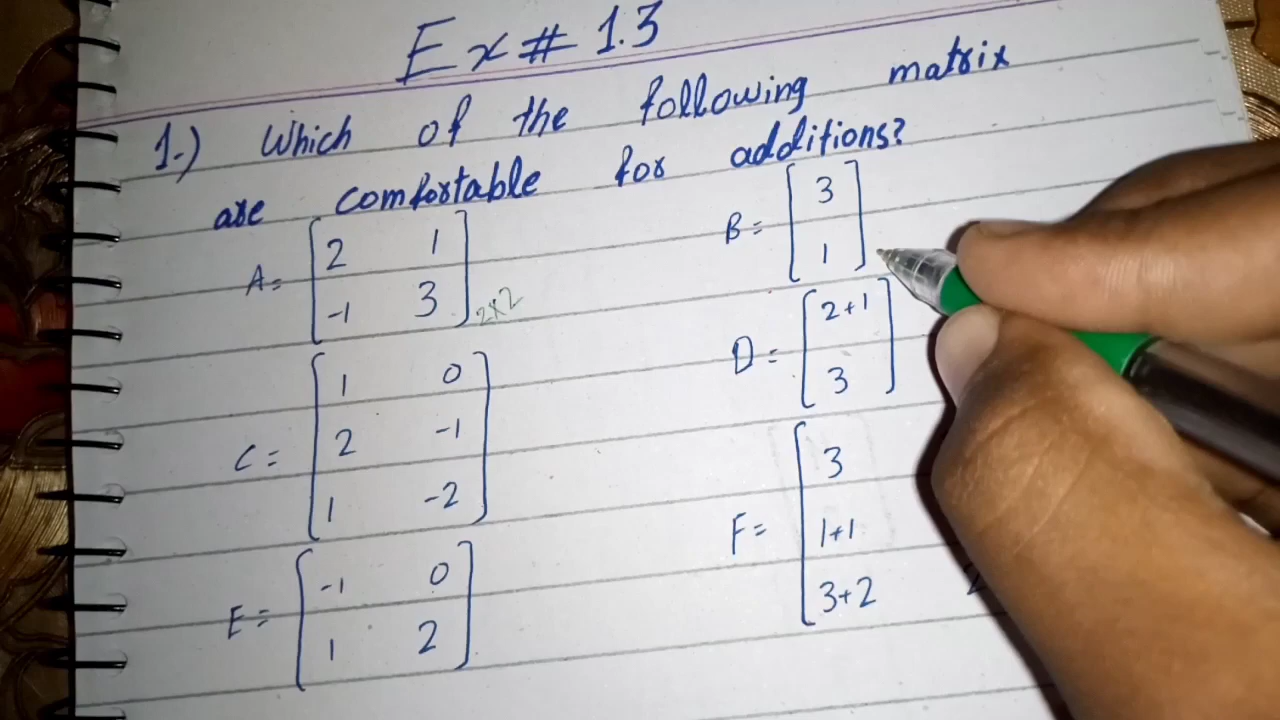 Ex # 1.3
1.) Which of the following matrix
are comfortable for additions?
A= [2 1
-1 3] 2x2
B= [3
1]
C= [1 0
2 -1
1 -2]
D= [2+1
3]
E= [-1 0
1 2]
F= [3
1+1
3+2 2